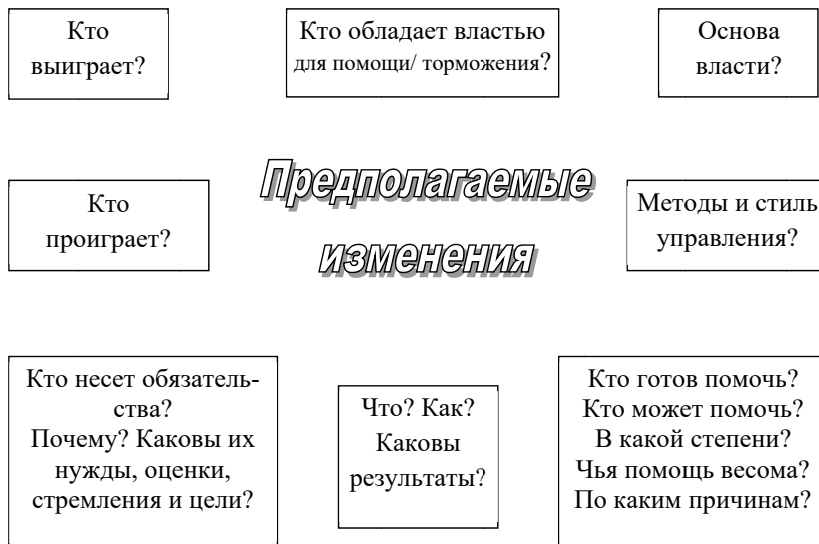 Кто
выиграет?
Кто обладает властью
для помощи/ торможения?
Основа
власти?
Предполагаемые
изменения
Кто
проиграет?
Методы и стиль
управления?
Кто несет обязатель-
ства?
Почему? Каковы их
нужды, оценки,
стремления и цели?
Что? Как?
Каковы
результаты?
Кто готов помочь?
Кто может помочь?
В какой степени?
Чья помощь весома?
По каким причинам?